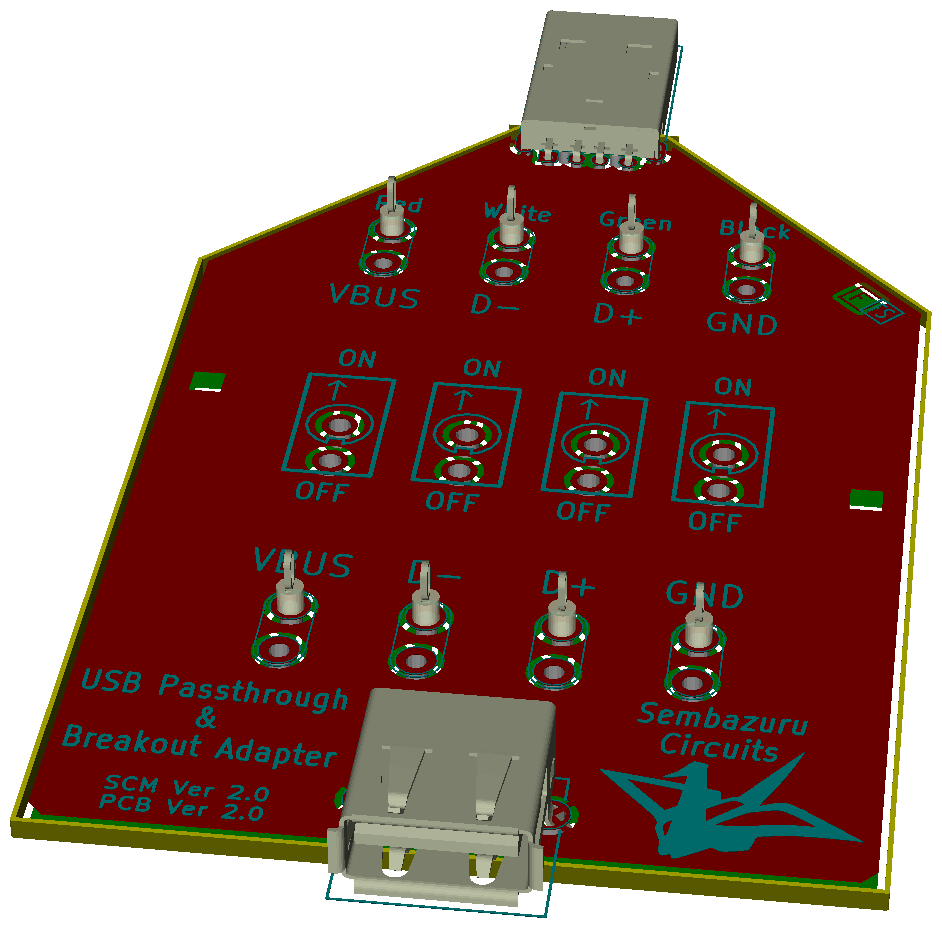 Red White Green Black
VBUS D- D+ GND
ON ON ON ON
OFF OFF OFF OFF
VBUS D- D+ GND
USB Passthrough
&
Breakout Adapter
SCM Ver 2.0
PCB Ver 2.0
Sembazuru
Circuits